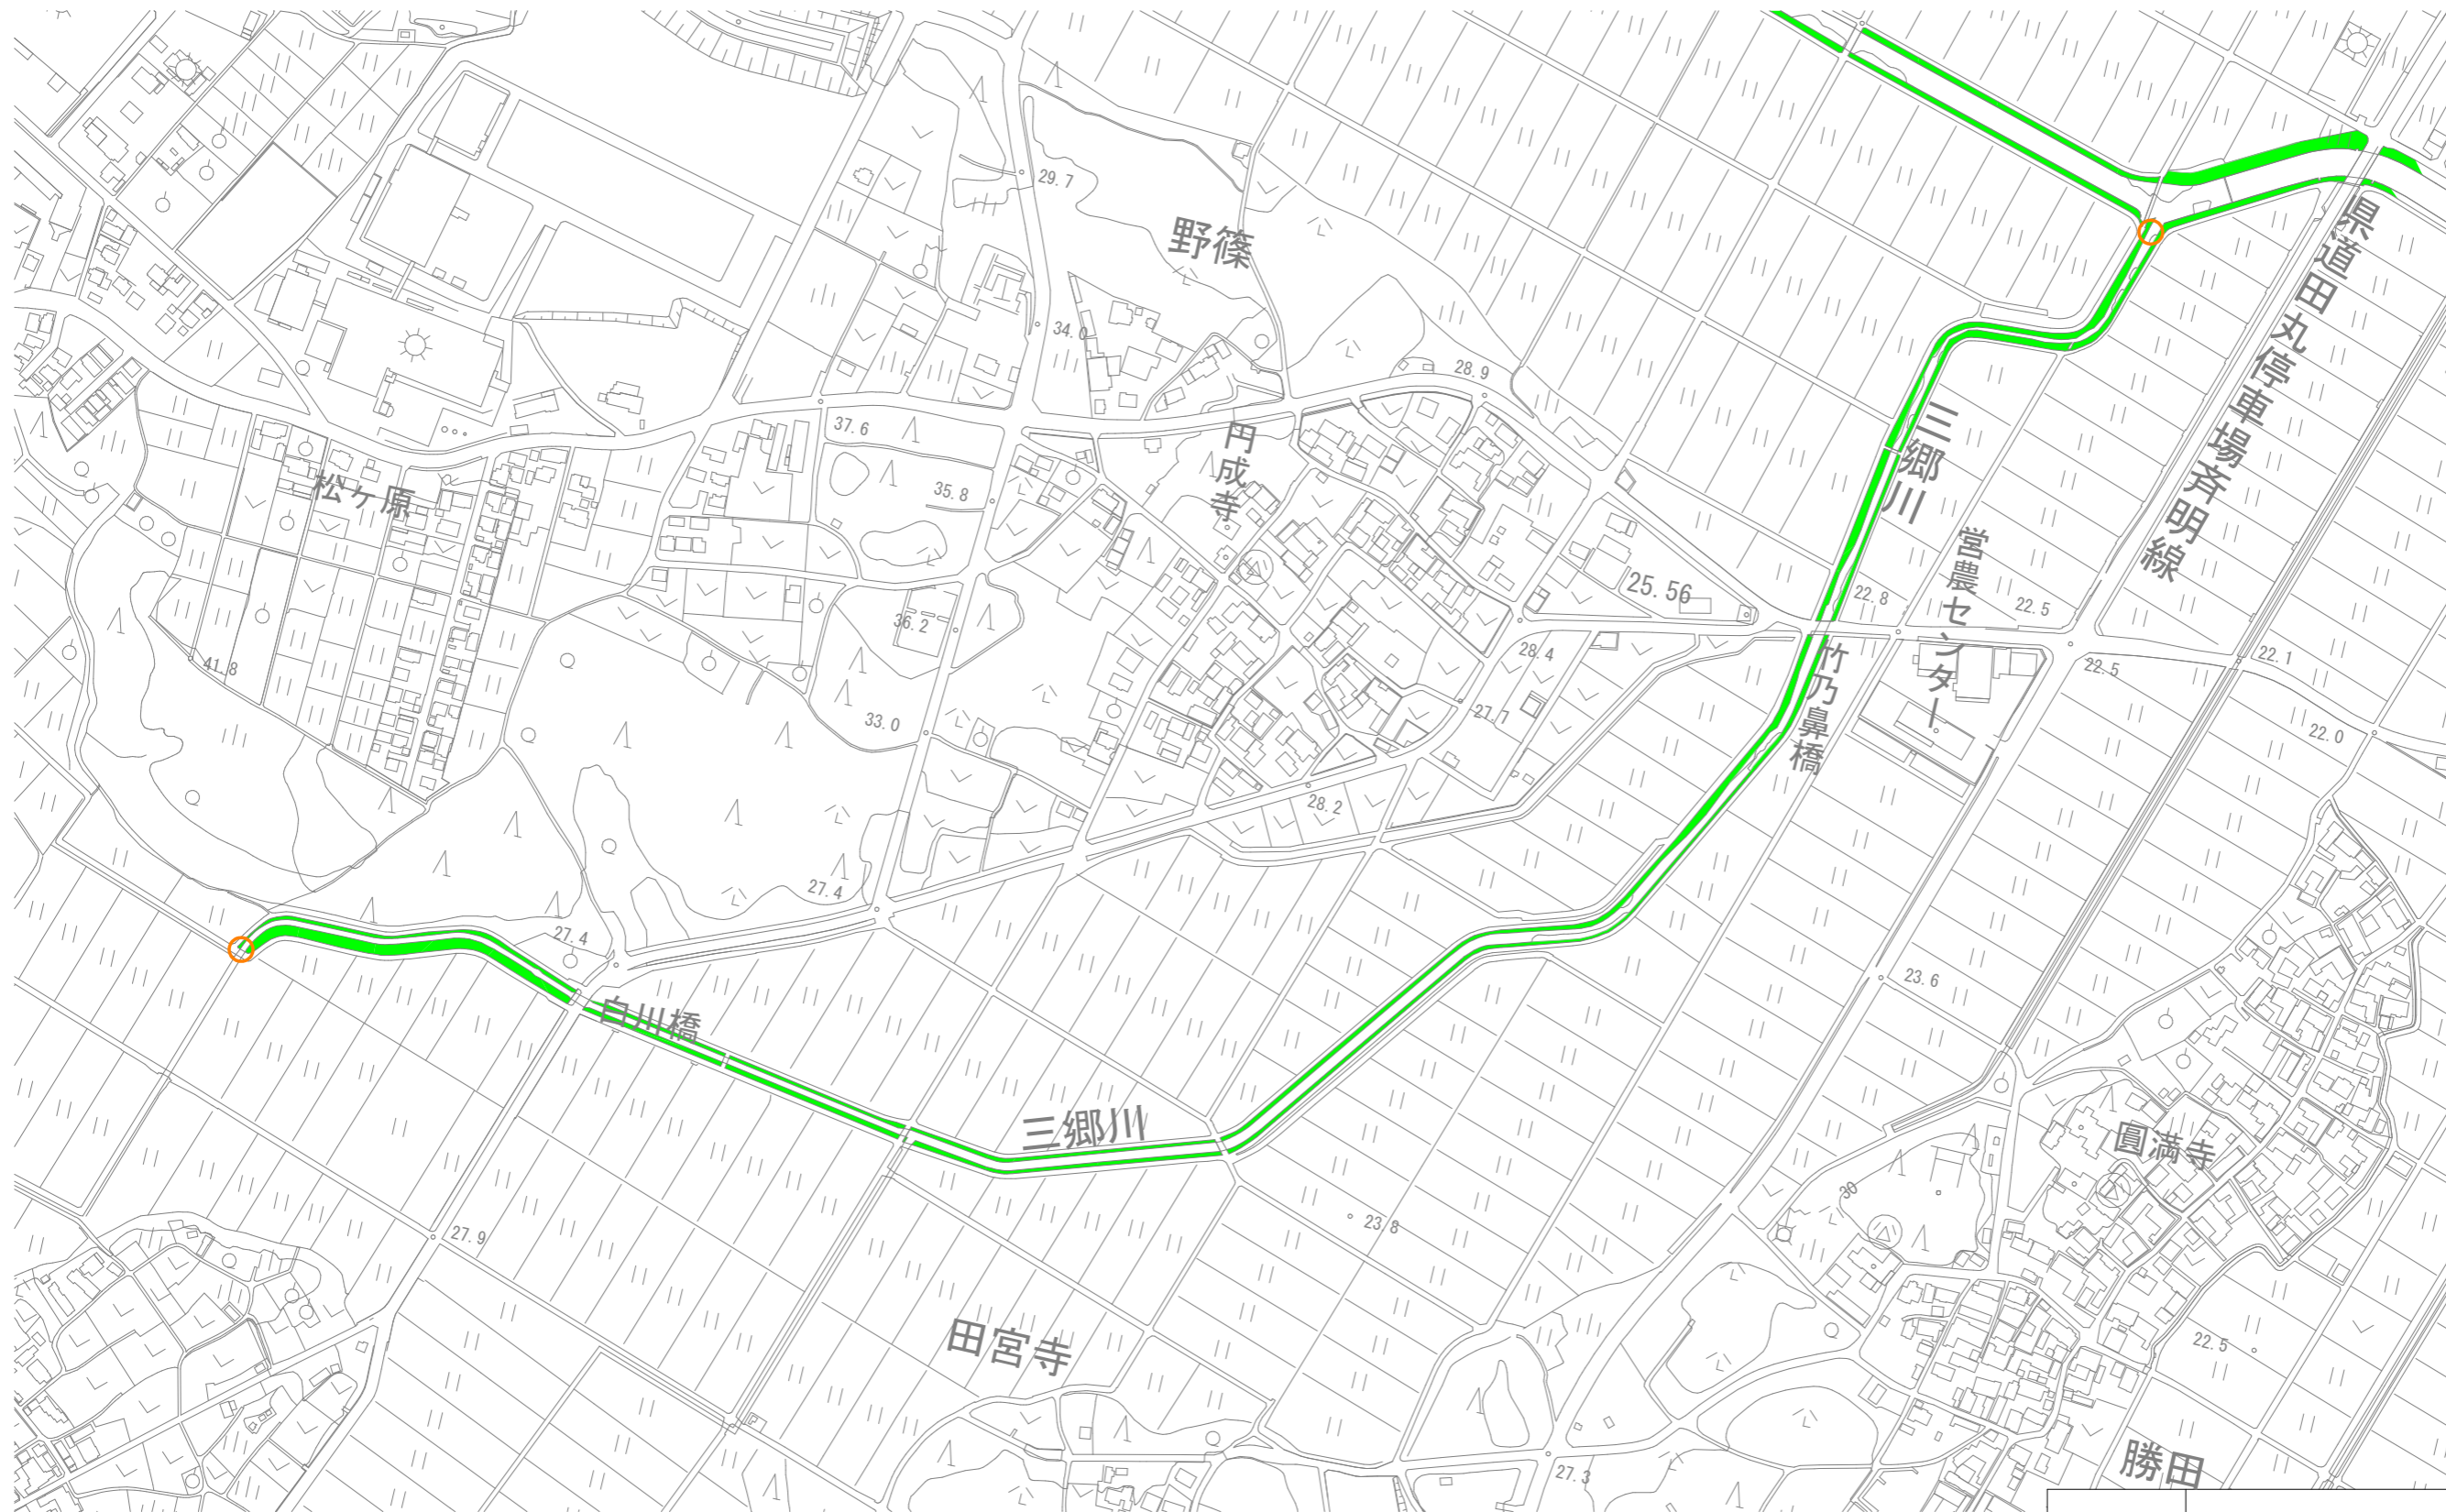 29.7
野篠
県道田丸停車場斉明線
34.0
28.9
37.6
円成寺
三郷川
松ヶ原
35.8
営農センター
25.56
22.8
22.5
36.2
28.4
竹乃鼻橋
22.5
22.1
41.8
33.0
27.7
22.0
28.2
27.4
27.4
23.6
白川橋
三郷川
圓満寺
30
23.8
27.9
田宮寺
22.5
勝田
27.3